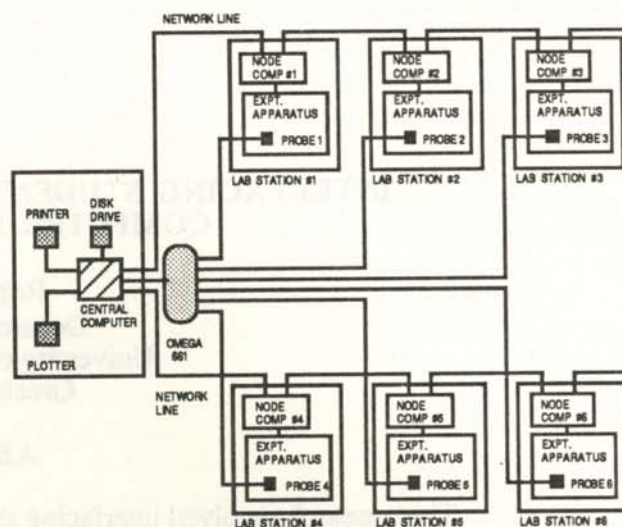 NETWORK LINE
NODE
COMP #1
EXPT.
APPARATUS
PROBE 1
LAB STATION #1
NODE
COMP #2
EXPT.
APPARATUS
PROBE 2
LAB STATION #2
NODE
COMP #3
EXPT.
APPARATUS
PROBE 3
LAB STATION #3
PRINTER
DISK
DRIVE
CENTRAL
COMPUTER
PLOTTER
OMEGA
661
NETWORK
LINE
NODE
COMP #4
EXPT.
APPARATUS
PROBE 4
LAB STATION #4
NODE
COMP #5
EXPT.
APPARATUS
PROBE 5
LAB STATION #5
NODE
COMP #6
EXPT.
APPARATUS
PROBE 6
LAB STATION #6